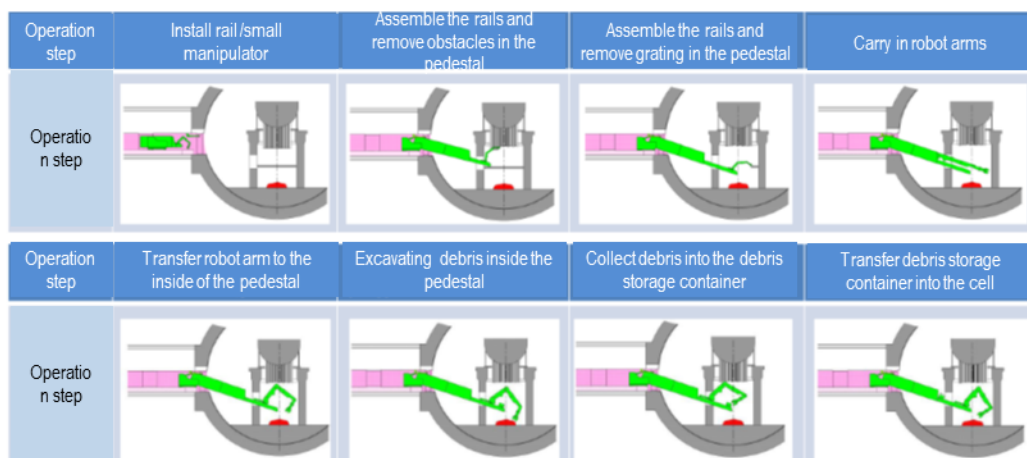 Operation
step
Install rail/small
manipulator
Assemble the rails and
remove obstacles in the
pedestal
Assemble the rails and
remove grating in the pedestal
Carry in robot arms
Operatio
n step
Operation
step
Transfer robot arm to the
inside of the pedestal
Excavating debris inside the
pedestal
Collect debris into the debris
storage container
Transfer debris storage
container into the cell
Operatio
n step